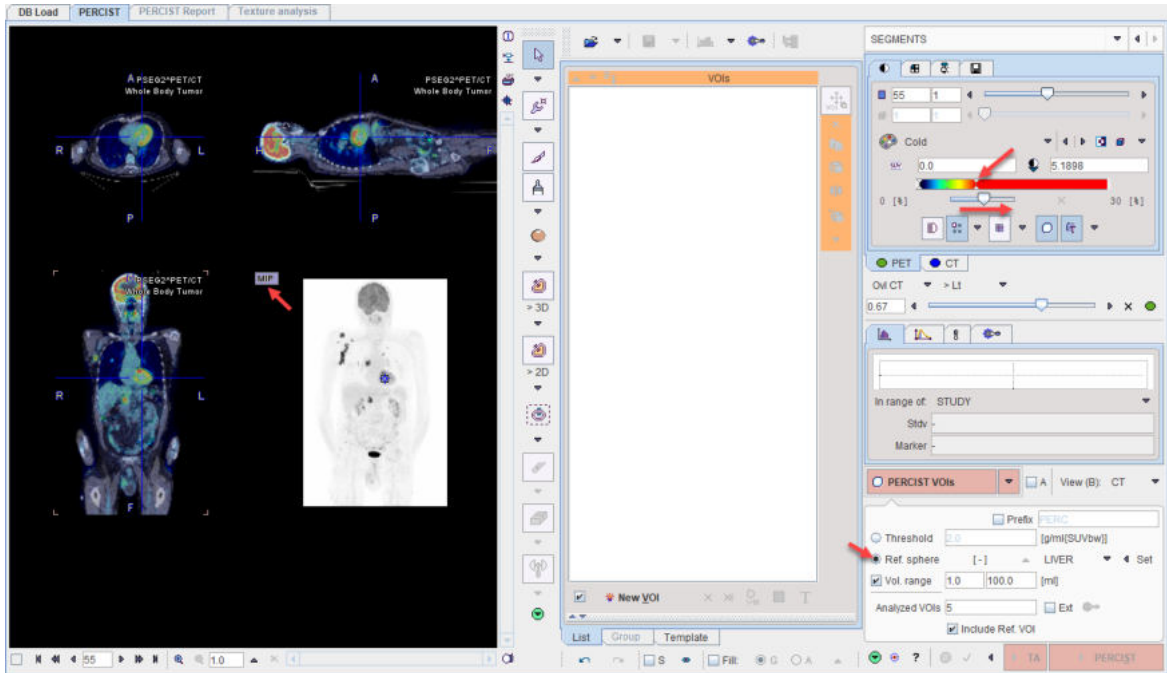 DB Load PERCIST PERCIST Report Texture analysis
SEGMENTS
A PSEG2^PET/CT
Whole Body Tumor
A PSEG2^PET/CT
Whole Body Tumor
VOIs
55 1
1 1
R L
H F
Cold
SUV 0.0 5.1898
0 [%] 30 [%]
P P
PSEG2^PET/CT
Whole Body Tumor
MIP
> 3D
PET CT
Ovl CT > Lt
0.67
> 2D
R L
In range of: STUDY
Stdv -
Marker -
PERCIST VOIs A View (B): CT
F
Prefix PERC
Threshold 2.0 [g/ml{SUVbw}]
Ref. sphere [-] LIVER Set
Vol. range 1.0 100.0 [ml]
New VOI T
Analyzed VOIs 5 Ext
Include Ref. VOI
List Group Template
55 1.0 S Fill: G A ? TA PERCIST